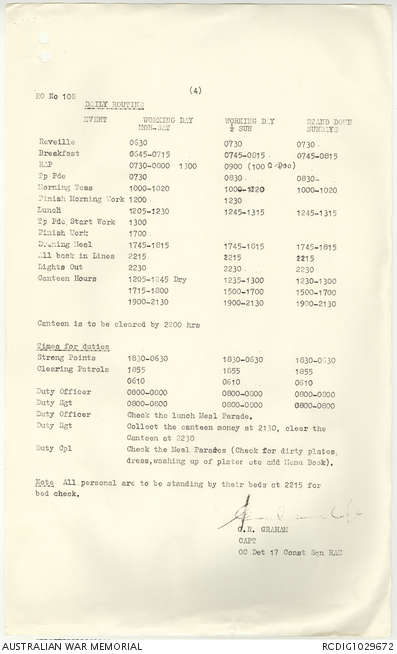 (4)
RO No 106
DAILY ROUTINE
EVENT WORKING DAY WORKING DAY STAND DOWN
MON-SAT ½ SUN SUNDAYS
Reveille 0630 0730 0730
Breakfast 0645-0715 0745-0815 0745-0815
RAP 0730-0800 1300 0900 (100
Tp Pde 0730 0830 0830
Morning Teas 1000-1020 1000-1020 1000-1020
Finish Morning Work 1200 1230
Lunch 1205-1230 1245-1315 1245-1315
Tp Pde Start Work 1300
Finish Work 1700
Evening Meal 1745-1815 1745-1815 1745-1815
All back in Lines 2215 2215 2215
Lights Out 2230 2230 2230
Canteen Hours 1205-1245 Dry 1235-1300 1230-1300
1715-1800 1500-1700 1500-1700
1900-2130 1900-2130 1900-2130
Canteen is to be cleared by 2200 hrs
Times for duties
Strong Points 1830-0630 1830-0630 1830-0630
Clearing Patrols 1855 1855 1855
0610 0610 0610
Duty Officer 0800-0800 0800-0800 0800-0800
Duty Sgt 0800-0800 0800-0800 0800-0800
Duty Officer Check the lunch Meal Parade.
Duty Sgt Collect the canteen money at 2130, clear the
Canteen at 2230
Duty Cpl Check the Meal Parades (Check for dirty plates,
dress, washing up of plates etc and Menu Book).
Note All personal are to be standing by their beds at 2215 for
bed check.
G.R. GRAHAM
CAPT
OC Det 17 Const Sqn RAE
AUSTRALIAN WAR MEMORIAL
RCDIG1029672